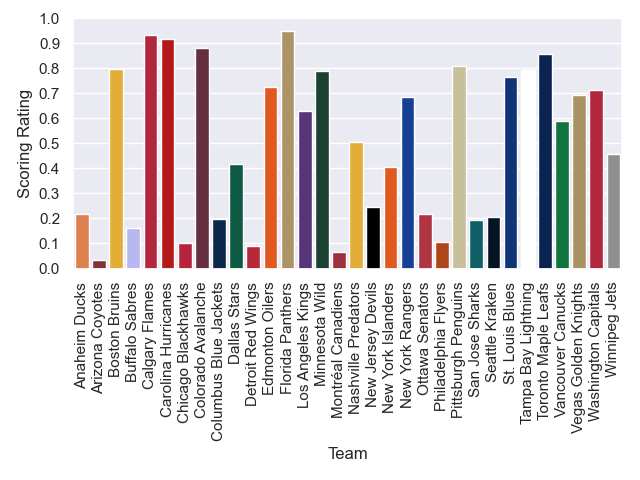 1.0
0.9
0.8
0.7
0.6
0.5
0.4
0.3
0.2
0.1
0.0
Scoring Rating
Anaheim Ducks
Arizona Coyotes
Boston Bruins
Buffalo Sabres
Calgary Flames
Carolina Hurricanes
Chicago Blackhawks
Colorado Avalanche
Columbus Blue Jackets
Dallas Stars
Detroit Red Wings
Edmonton Oilers
Florida Panthers
Los Angeles Kings
Minnesota Wild
Montréal Canadiens
Nashville Predators
New Jersey Devils
New York Islanders
New York Rangers
Ottawa Senators
Philadelphia Flyers
Pittsburgh Penguins
San Jose Sharks
Seattle Kraken
St. Louis Blues
Tampa Bay Lightning
Toronto Maple Leafs
Vancouver Canucks
Vegas Golden Knights
Washington Capitals
Winnipeg Jets
Team